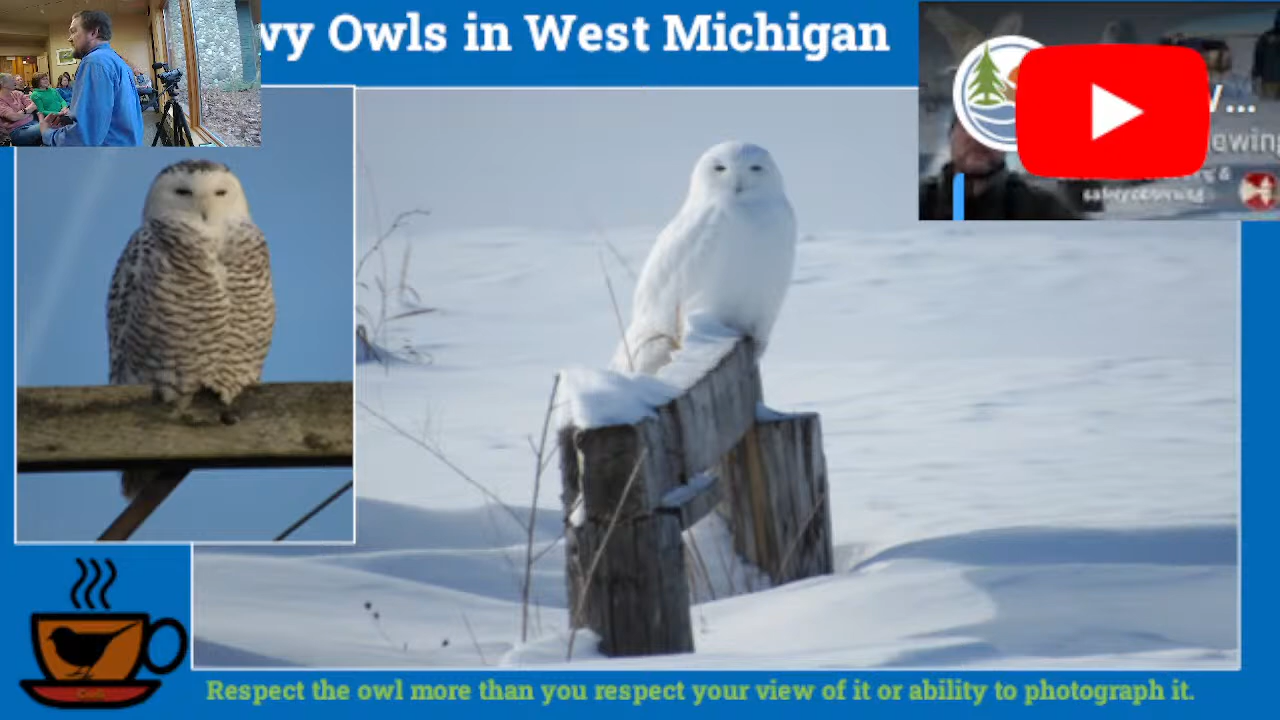 vy Owls in West Michigan
Respect the owl more than you respect your view of it or ability to photograph it.